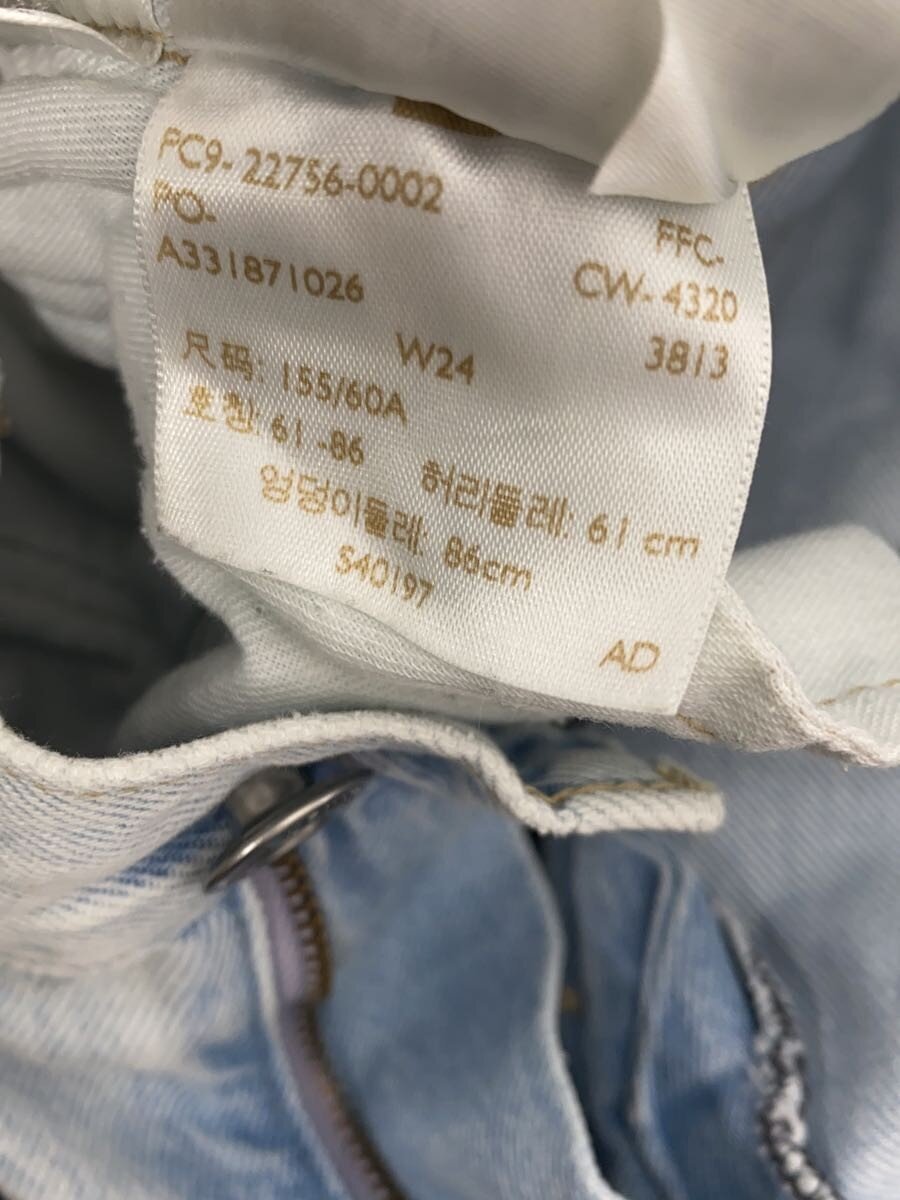 PC9-22756-0002
PO-
A331871026
FFC-
CW-4320
3813
W24
尺码: 155/60A
호칭: 61-86
허리둘레: 61 cm
엉덩이둘레: 86cm
S40197
AD